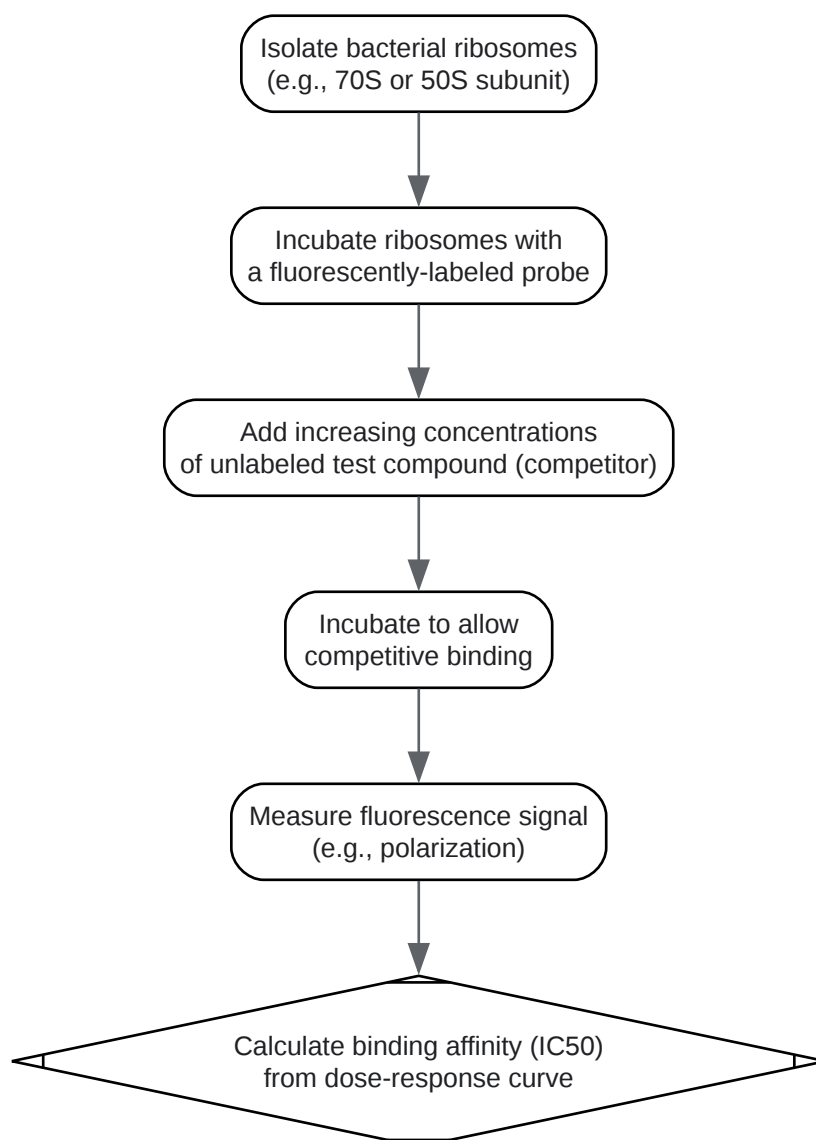 Isolate bacterial ribosomes
(e.g., 70S or 50S subunit)
Incubate ribosomes with
a fluorescently-labeled probe
Add increasing concentrations
of unlabeled test compound (competitor)
Incubate to allow
competitive binding
Measure fluorescence signal
(e.g., polarization)
Calculate binding affinity (IC50)
from dose-response curve